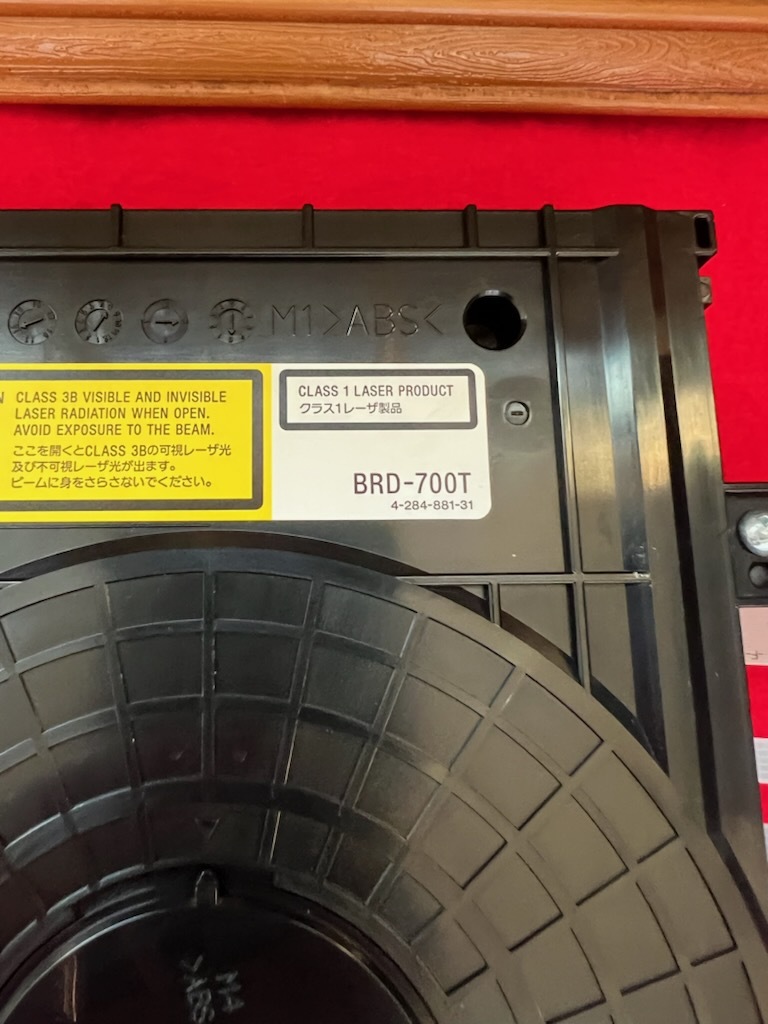 M1>ABS<
N CLASS 3B VISIBLE AND INVISIBLE
LASER RADIATION WHEN OPEN.
AVOID EXPOSURE TO THE BEAM.
ここを開くとCLASS 3Bの可視レーザ光
及び不可視レーザ光が出ます。
ビームに身をさらさないでください。
CLASS 1 LASER PRODUCT
クラス1レーザ製品
BRD-700T
4-284-881-31
M4
>ABS